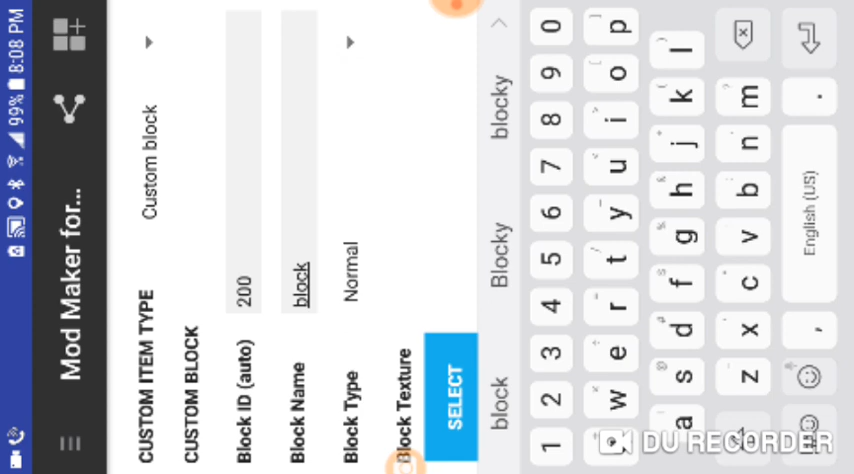 99% 8:08 PM
Mod Maker for...
CUSTOM ITEM TYPE Custom block
CUSTOM BLOCK
Block ID (auto) 200
Block Name block
Block Type Normal
Block Texture
SELECT
block Blocky blocky
1 2 3 4 5 6 7 8 9 0
w e r t y u i o p
a s d f g h j k l
z x c v b n m
, English (US) .
DU RECORDER